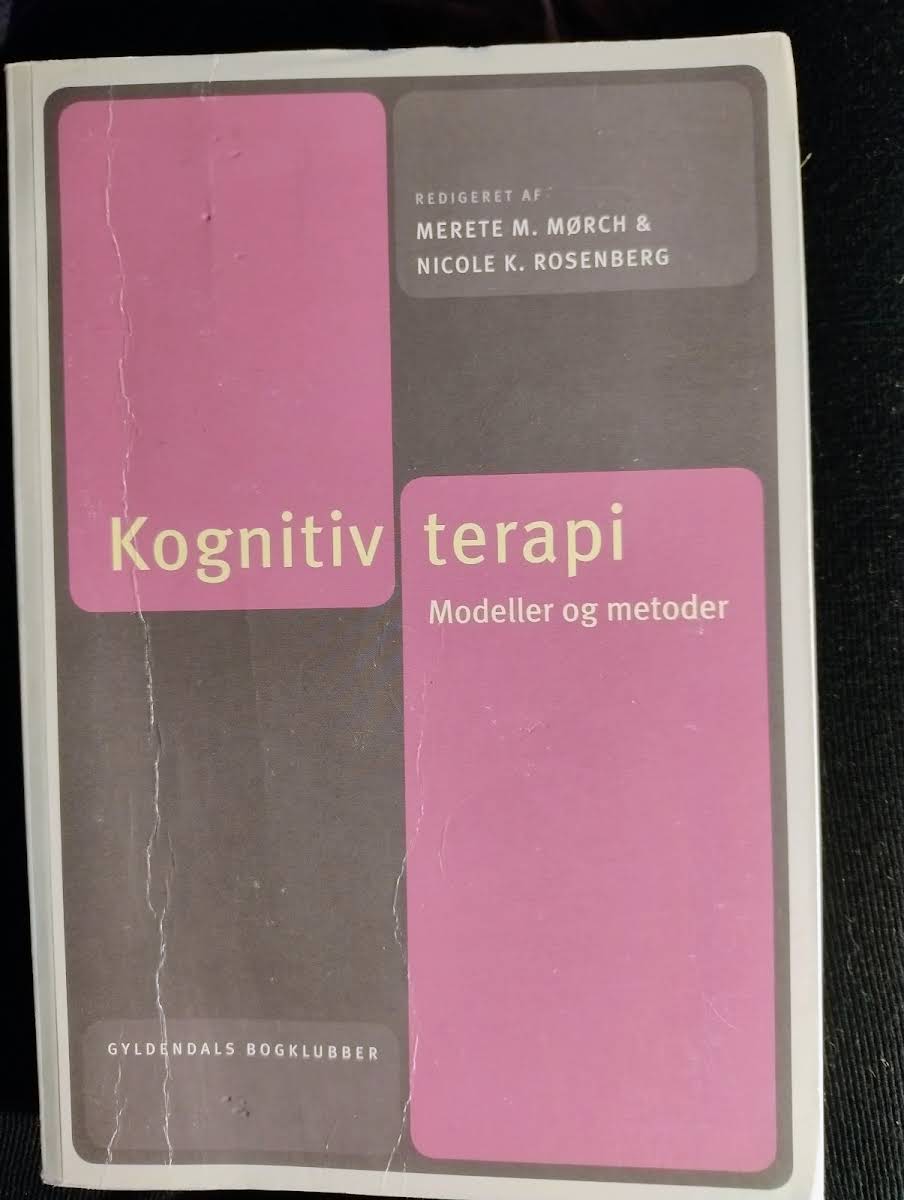 REDIGERET AF
MERETE M. MØRCH &
NICOLE K. ROSENBERG
Kognitiv terapi
Modeller og metoder
GYLDENDALS BOGKLUBBER